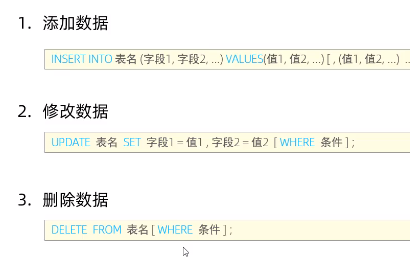 1. 添加数据
INSERT INTO 表名 (字段1, 字段2, ...) VALUES(值1, 值2, ...) [ , (值1, 值2, ...) ...
2. 修改数据
UPDATE 表名 SET 字段1 = 值1 , 字段2 = 值2 [ WHERE 条件 ] ;
3. 删除数据
DELETE FROM 表名 [ WHERE 条件 ] ;